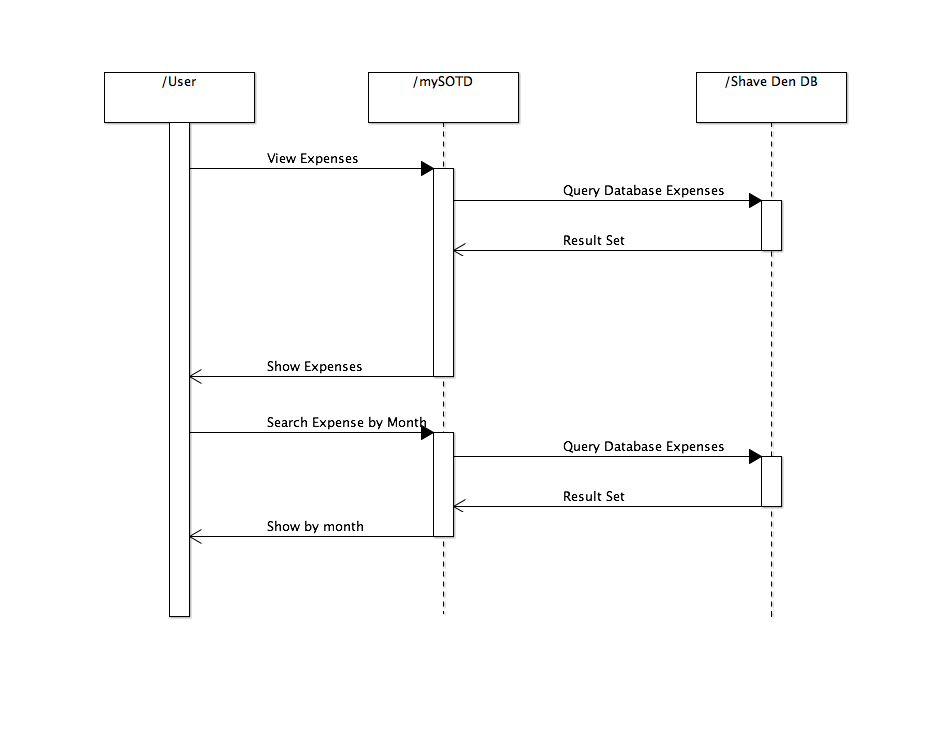 /User
/mySOTD
/Shave Den DB
View Expenses
Query Database Expenses
Result Set
Show Expenses
Search Expense by Month
Query Database Expenses
Result Set
Show by month